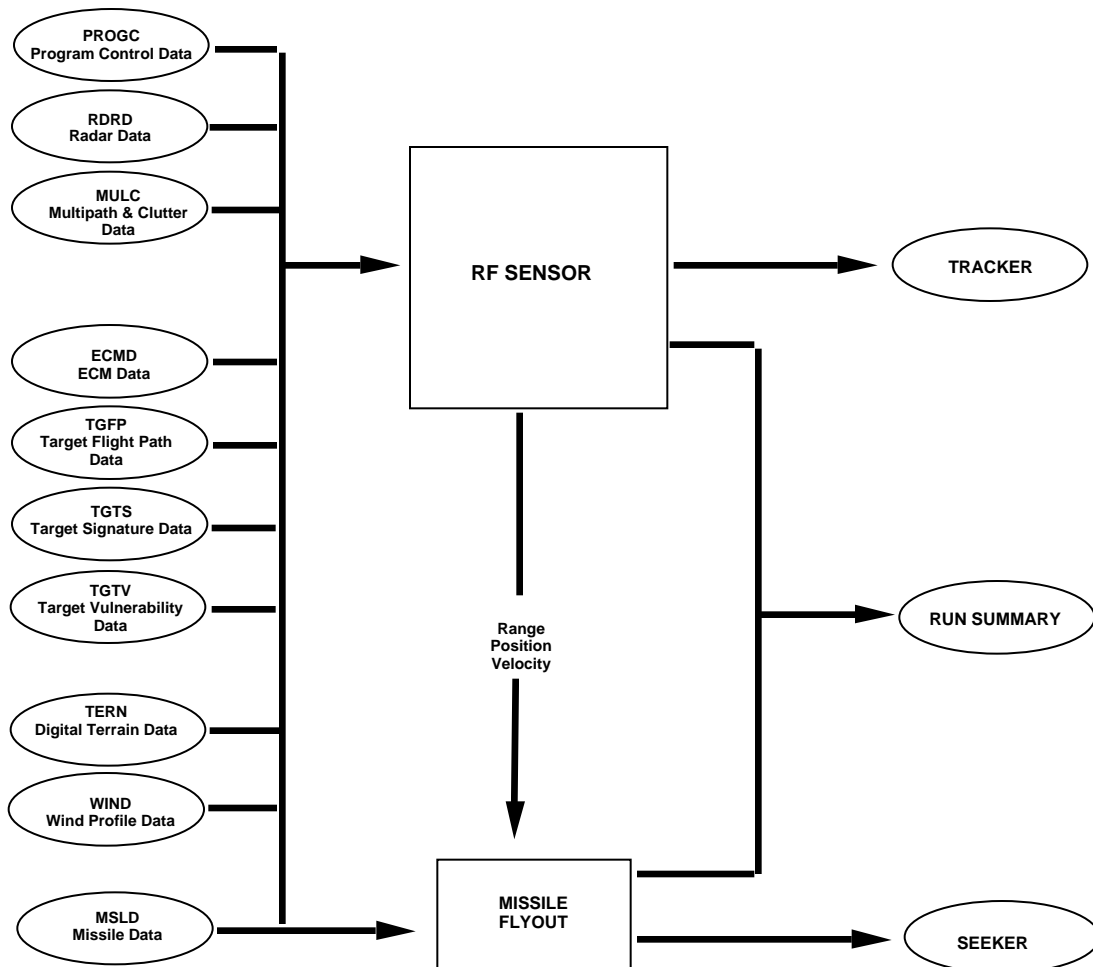 PROGC
Program Control Data
RDRD
Radar Data
MULC
Multipath & Clutter
Data
ECMD
ECM Data
TGFP
Target Flight Path
Data
TGTS
Target Signature Data
TGTV
Target Vulnerability
Data
TERN
Digital Terrain Data
WIND
Wind Profile Data
MSLD
Missile Data
RF SENSOR
Range
Position
Velocity
MISSILE
FLYOUT
TRACKER
RUN SUMMARY
SEEKER